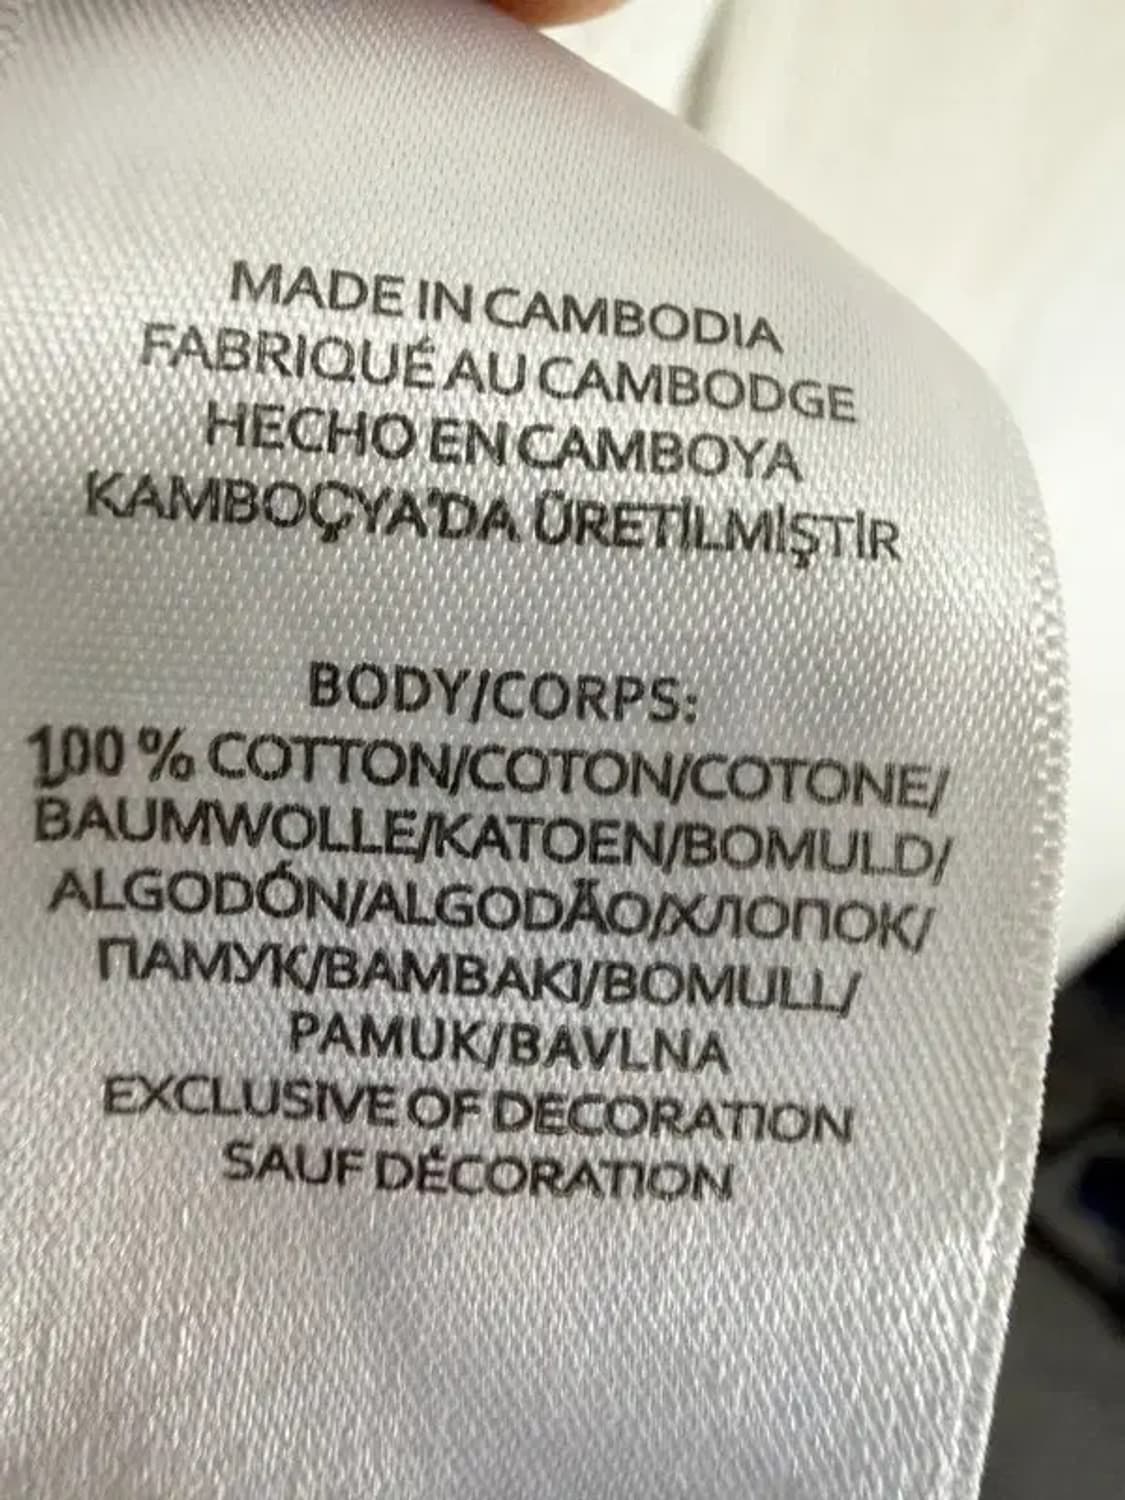 MADE IN CAMBODIA
FABRIQUÉ AU CAMBODGE
HECHO EN CAMBOYA
KAMBOÇYA'DA ÜRETİLMİŞTİR
BODY/CORPS:
100 % COTTON/COTON/COTONE/
BAUMWOLLE/KATOEN/BOMULD/
ALGODÓN/ALGODÃO/ХЛОПОК/
ПАМУК/ΒΑΜΒΑΚΙ/BOMULL/
PAMUK/BAVLNA
EXCLUSIVE OF DECORATION
SAUF DÉCORATION